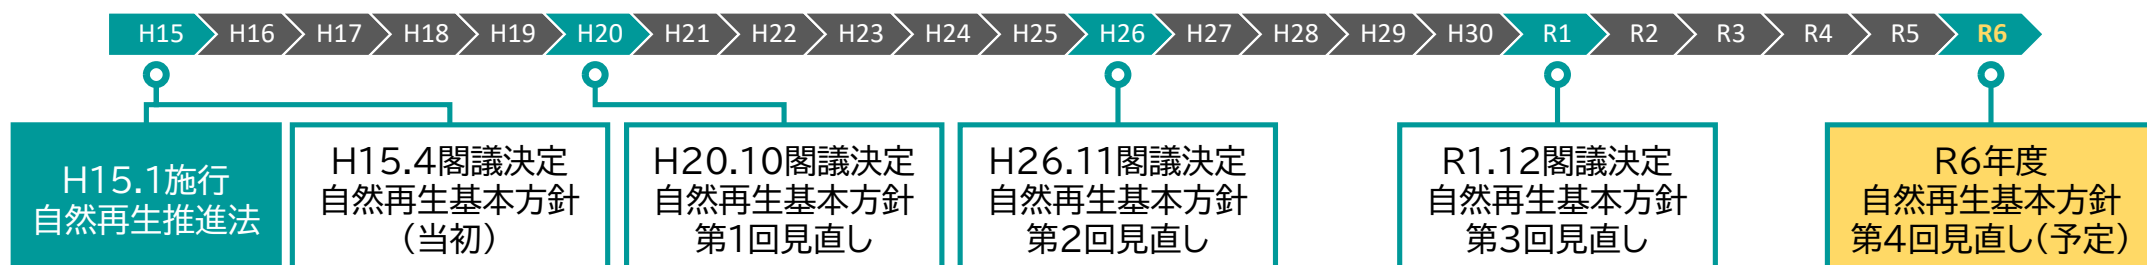 H15 H16 H17 H18 H19 H20 H21 H22 H23 H24 H25 H26 H27 H28 H29 H30 R1 R2 R3 R4 R5 R6
H15.1施行
自然再生推進法
H15.4閣議決定
自然再生基本方針
(当初)
H20.10閣議決定
自然再生基本方針
第1回見直し
H26.11閣議決定
自然再生基本方針
第2回見直し
R1.12閣議決定
自然再生基本方針
第3回見直し
R6年度
自然再生基本方針
第4回見直し(予定)